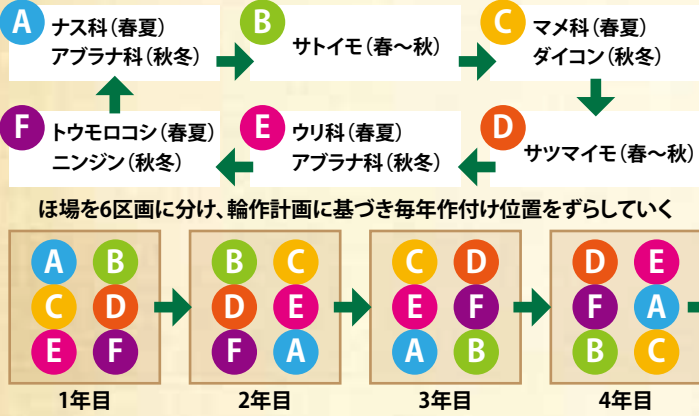 A ナス科（春夏）
アブラナ科（秋冬）
B サトイモ（春～秋）
C マメ科（春夏）
ダイコン（秋冬）
F トウモロコシ（春夏）
ニンジン（秋冬）
E ウリ科（春夏）
アブラナ科（秋冬）
D サツマイモ（春～秋）
ほ場を6区画に分け、輪作計画に基づき毎年作付け位置をずらしていく
A B
C D
E F
1年目
B C
D E
F A
2年目
C D
E F
A B
3年目
D E
F A
B C
4年目